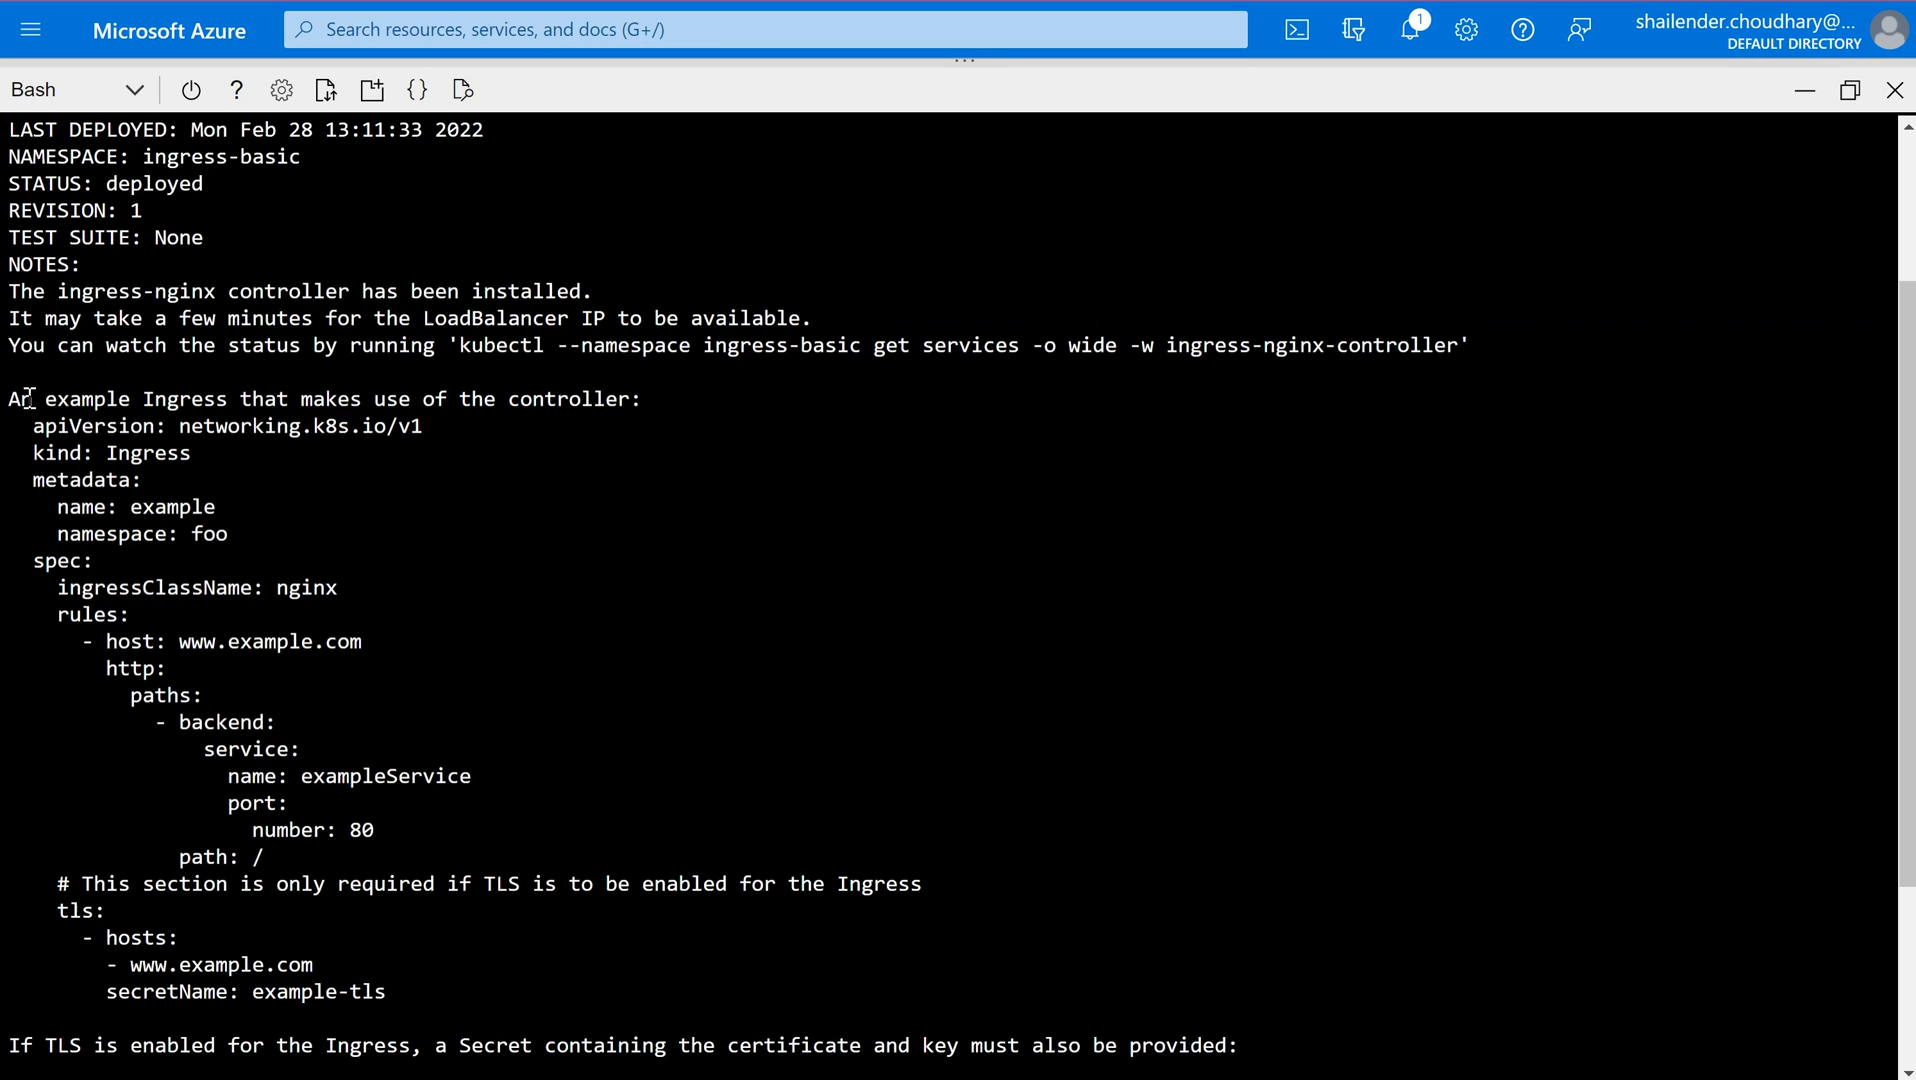 Microsoft Azure
Search resources, services, and docs (G+/)
1
shailender.choudhary@...
DEFAULT DIRECTORY
Bash
LAST DEPLOYED: Mon Feb 28 13:11:33 2022
NAMESPACE: ingress-basic
STATUS: deployed
REVISION: 1
TEST SUITE: None
NOTES:
The ingress-nginx controller has been installed.
It may take a few minutes for the LoadBalancer IP to be available.
You can watch the status by running 'kubectl --namespace ingress-basic get services -o wide -w ingress-nginx-controller'
An example Ingress that makes use of the controller:
  apiVersion: networking.k8s.io/v1
  kind: Ingress
  metadata:
    name: example
    namespace: foo
  spec:
    ingressClassName: nginx
    rules:
      - host: www.example.com
        http:
          paths:
            - backend:
                service:
                  name: exampleService
                  port:
                    number: 80
              path: /
    # This section is only required if TLS is to be enabled for the Ingress
    tls:
      - hosts:
        - www.example.com
        secretName: example-tls
If TLS is enabled for the Ingress, a Secret containing the certificate and key must also be provided: